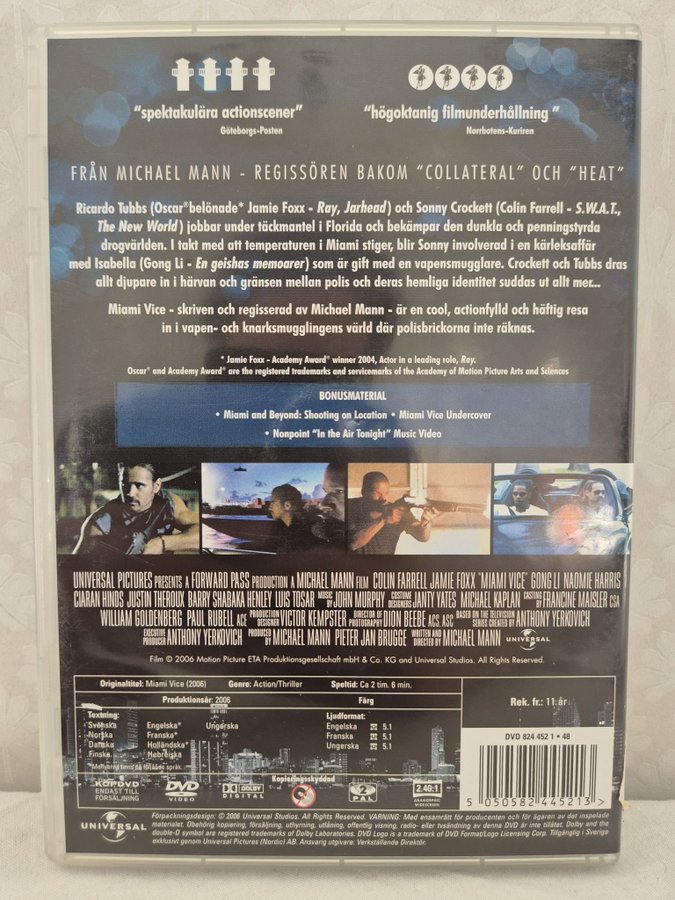 "spektakulära actionscener"
Göteborgs-Posten
"högoktanig filmunderhållning"
Norrbotens-Kuriren
FRÅN MICHAEL MANN - REGISSÖREN BAKOM "COLLATERAL" OCH "HEAT"
Ricardo Tubbs (Oscar®belönade* Jamie Foxx - Ray, Jarhead) och Sonny Crockett (Colin Farrell - S.W.A.T.,
The New World) jobbar under täckmantel i Florida och bekämpar den dunkla och penningstyrda
drogvärlden. I takt med att temperaturen i Miami stiger, blir Sonny involverad i en kärleksaffär
med Isabella (Gong Li - En geishas memoarer) som är gift med en vapensmugglare. Crockett och Tubbs dras
allt djupare in i härvan och gränsen mellan polis och deras hemliga identitet suddas ut allt mer...
Miami Vice - skriven och regisserad av Michael Mann - är en cool, actionfylld och häftig resa
in i vapen- och knarksmugglingens värld där polisbrickorna inte räknas.
* Jamie Foxx - Academy Award® winner 2004, Actor in a leading role, Ray.
Oscar® and Academy Award® are the registered trademarks and servicemarks of the Academy of Motion Picture Arts and Sciences
BONUSMATERIAL
• Miami and Beyond: Shooting on Location • Miami Vice Undercover
• Nonpoint "In the Air Tonight" Music Video
UNIVERSAL PICTURES PRESENTS A FORWARD PASS PRODUCTION A MICHAEL MANN FILM COLIN FARRELL JAMIE FOXX "MIAMI VICE" GONG LI NAOMIE HARRIS
CIARAN HINDS JUSTIN THEROUX BARRY SHABAKA HENLEY LUIS TOSAR MUSIC BY JOHN MURPHY COSTUME DESIGNERS JANTY YATES MICHAEL KAPLAN CASTING BY FRANCINE MAISLER CSA
WILLIAM GOLDENBERG PAUL RUBELL ACE PRODUCTION DESIGNER VICTOR KEMPSTER DIRECTOR OF PHOTOGRAPHY DION BEEBE ACS, ASC BASED ON THE TELEVISION SERIES CREATED BY ANTHONY YERKOVICH
EXECUTIVE PRODUCER ANTHONY YERKOVICH PRODUCED BY MICHAEL MANN PIETER JAN BRUGGE WRITTEN AND DIRECTED BY MICHAEL MANN UNIVERSAL
Film © 2006 Motion Picture ETA Produktionsgesellschaft mbH & Co. KG and Universal Studios. All Rights Reserved.
Originaltitel: Miami Vice (2006) Genre: Action/Thriller Speltid: Ca 2 tim. 6 min.
Produktionsår: 2006 Färg
Rek. fr.: 11 år
Textning: Ljudformat:
Svenska Engelska* Ungerska Engelska 5.1
Norska Franska* Franska 5.1
Danska Holländska* Ungerska 5.1
Finska Hebreiska
DVD 824 452 1 • 48
KÖPDVD
ENDAST TILL
FÖRSÄLJNING
DVD
VIDEO
DOLBY
DIGITAL
Kopieringsskyddad
2
PAL
2.40:1
ANAMORPHIC
WIDESCREEN
5 050582 445213 >
UNIVERSAL
Förpackningsdesign: © 2006 Universal Studios. All Rights Reserved. VARNING: Med ensamrätt för producenten och för ägaren av det inspelade
materialet. Obehörig kopiering, försäljning, uthyrning, utlåning, offentlig visning, radio- eller tvsändning av denna DVD är inte tillåtet. Dolby and the
double-D symbol are registered trademarks of Dolby Laboratories. DVD Logo is a trademark of DVD Format/Logo Licensing Corp. Tillgänglig i Sverige
exklusivt genom Universal Pictures (Nordic) AB. Ansvarig utgivare: Verkställande Direktör.